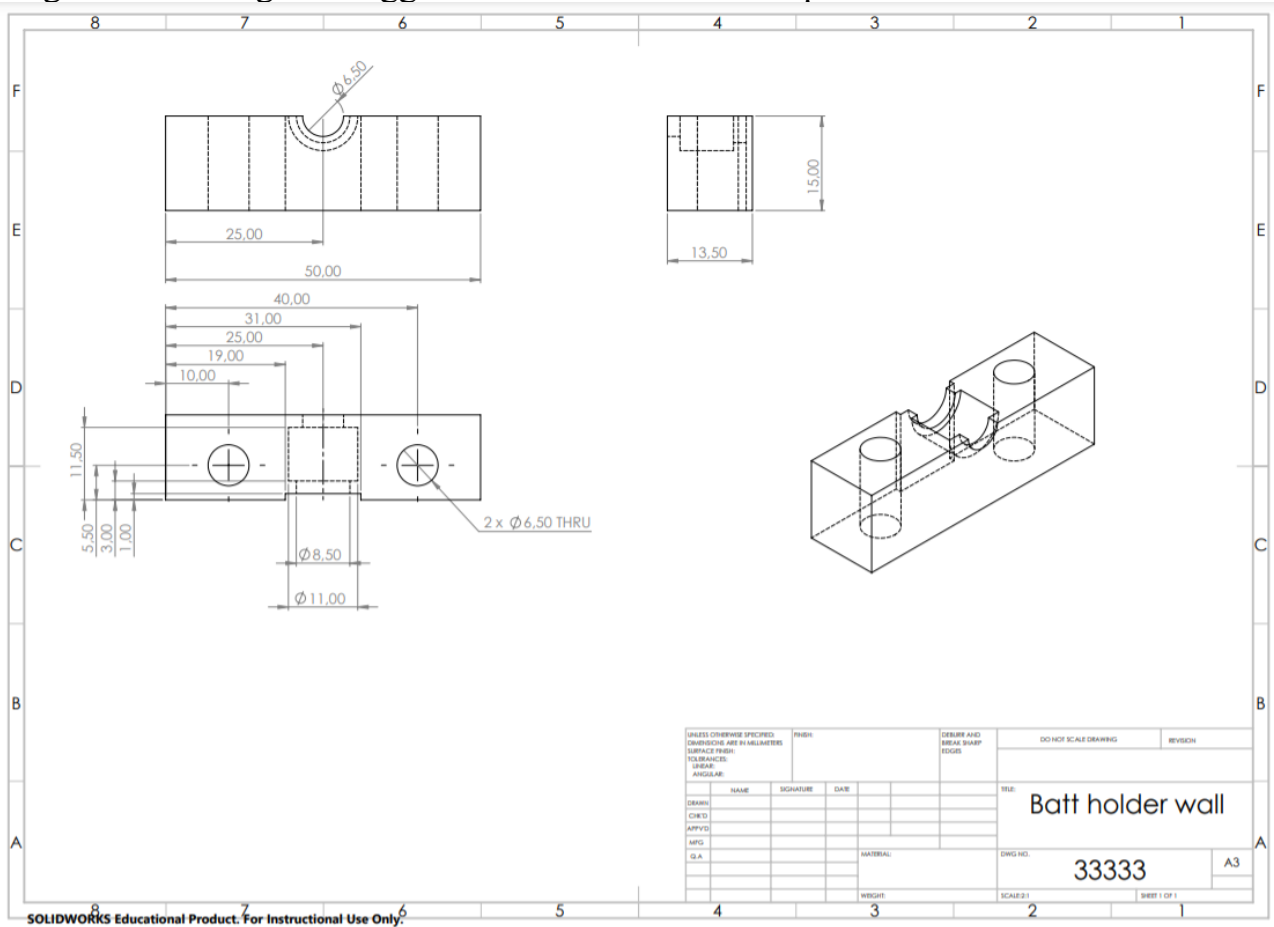 8 7 6 5 4 3 2 1
F F
E E
D D
C C
B B
A A
Ø6,50
25,00
50,00
15,00
13,50
40,00
31,00
25,00
19,00
10,00
11,50
5,50
3,00
1,00
Ø8,50
Ø11,00
2 x Ø6,50 THRU
UNLESS OTHERWISE SPECIFIED:
DIMENSIONS ARE IN MILLIMETERS
SURFACE FINISH:
TOLERANCES:
LINEAR:
ANGULAR:
FINISH:
DEBURR AND
BREAK SHARP
EDGES
DO NOT SCALE DRAWING
REVISION
NAME SIGNATURE DATE
DRAWN
CHK'D
APPV'D
MFG
Q.A
MATERIAL:
WEIGHT:
TITLE:
Batt holder wall
DWG NO.
33333
A3
SCALE:2:1
SHEET 1 OF 1
8 7 6 5 4 3 2 1
SOLIDWORKS Educational Product. For Instructional Use Only.